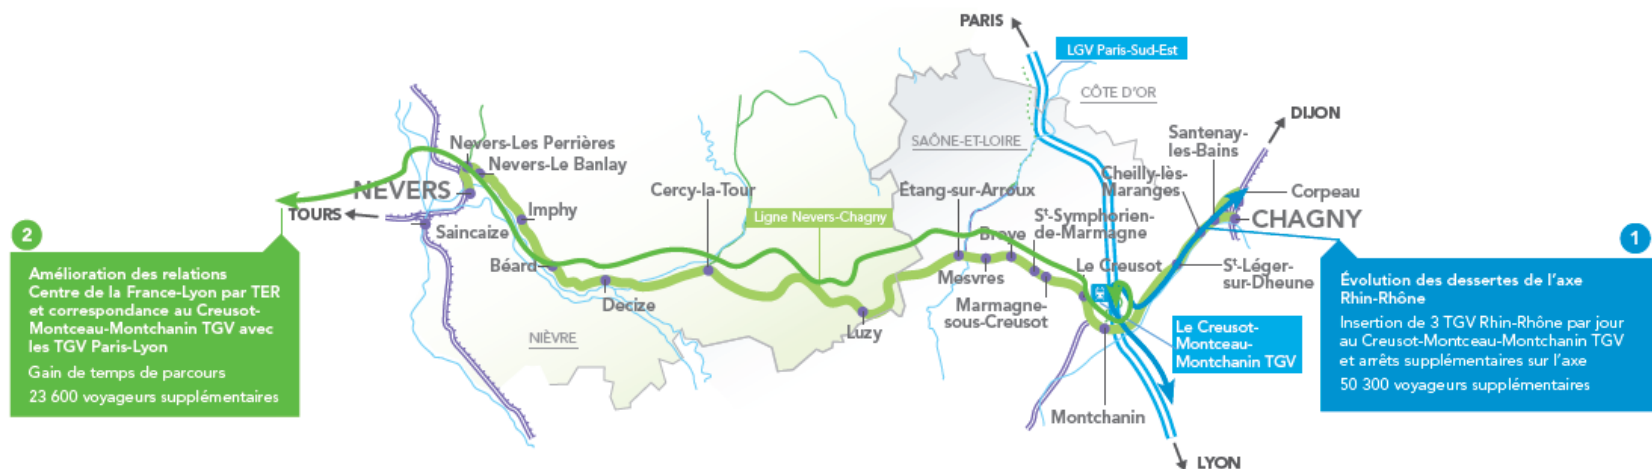 PARIS
LGV Paris-Sud-Est
CÔTE D'OR
DIJON
SAÔNE-ET-LOIRE
Santenay-
les-Bains
Nevers-Les Perrières
Nevers-Le Banlay
NEVERS
Cercy-la-Tour
Étang-sur-Arroux
Cheilly-lès-
Maranges
Corpeau
CHAGNY
TOURS
Imphy
Ligne Nevers-Chagny
St-Symphorien-
de-Marmagne
Broye
Saincaize
Béard
Decize
Luzy
Mesvres
Marmagne-
sous-Creusot
Le Creusot
St-Léger-
sur-Dheune
NIÈVRE
Le Creusot-
Montceau-
Montchanin TGV
Montchanin
LYON
2
Amélioration des relations
Centre de la France-Lyon par TER
et correspondance au Creusot-
Montceau-Montchanin TGV avec
les TGV Paris-Lyon
Gain de temps de parcours
23 600 voyageurs supplémentaires
1
Évolution des dessertes de l'axe
Rhin-Rhône
Insertion de 3 TGV Rhin-Rhône par jour
au Creusot-Montceau-Montchanin TGV
et arrêts supplémentaires sur l'axe
50 300 voyageurs supplémentaires